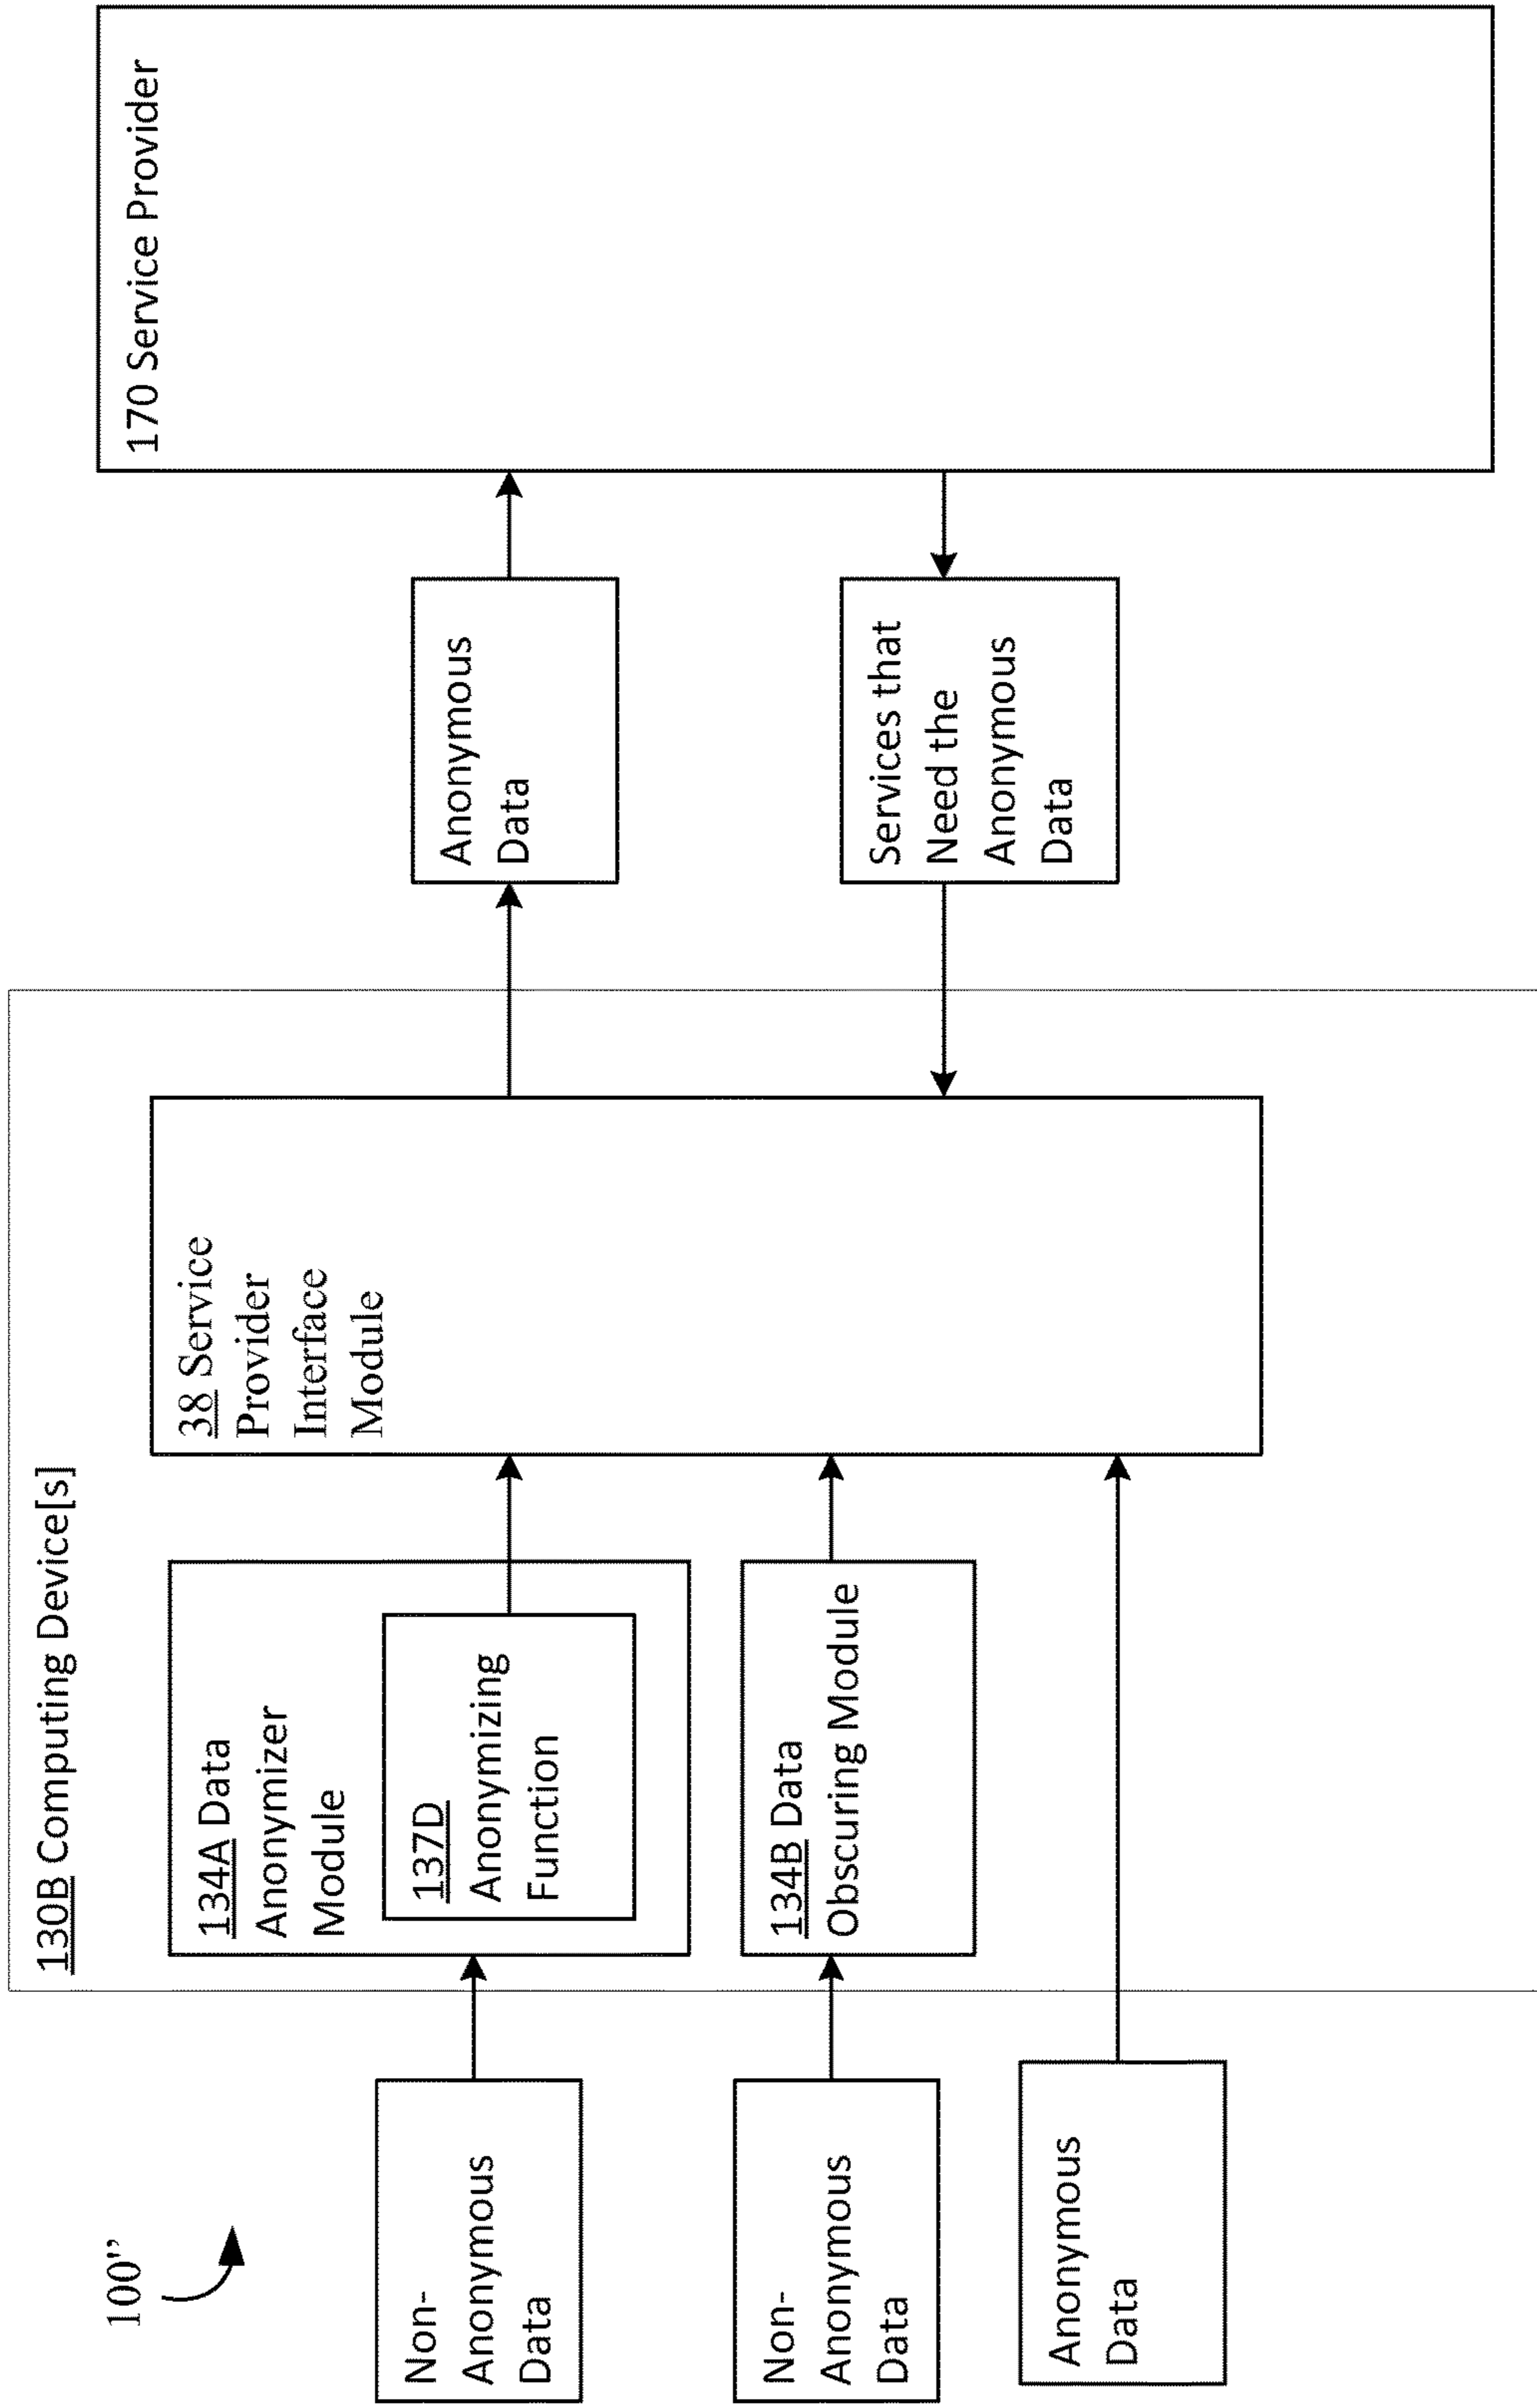 100''
130B Computing Device[s]
Non-
Anonymous
Data
134A Data
Anonymizer
Module
137D
Anonymizing
Function
38 Service
Provider
Interface
Module
Anonymous
Data
170 Service Provider
Non-
Anonymous
Data
134B Data
Obscuring Module
Services that
Need the
Anonymous
Data
Anonymous
Data